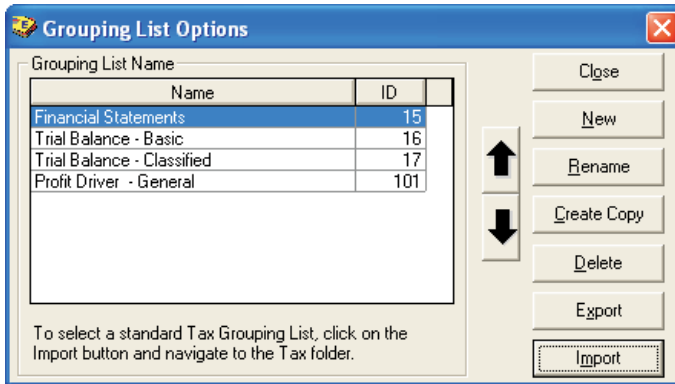 Grouping List Options
Grouping List Name
Name ID
Financial Statements 15
Trial Balance - Basic 16
Trial Balance - Classified 17
Profit Driver - General 101
To select a standard Tax Grouping List, click on the
Import button and navigate to the Tax folder.
Close
New
Rename
Create Copy
Delete
Export
Import